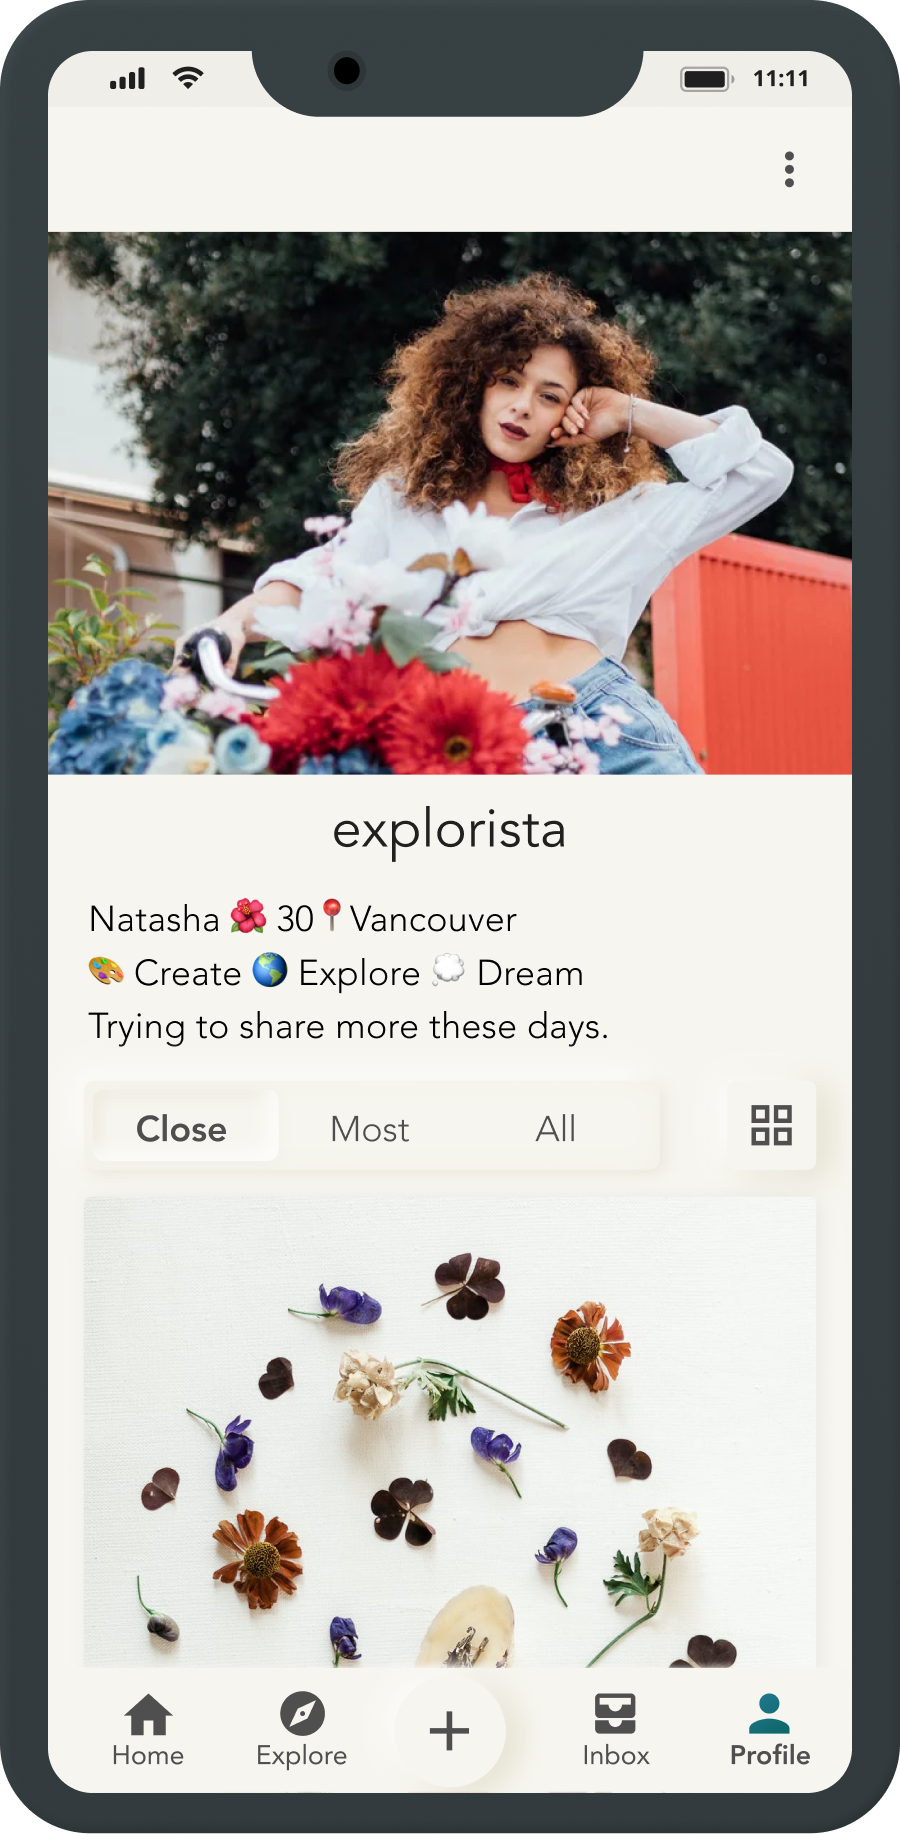 11:11
explorista
Natasha 🌺 30📍Vancouver
🎨 Create 🌎 Explore 💭 Dream
Trying to share more these days.
Close Most All
Home Explore Inbox Profile